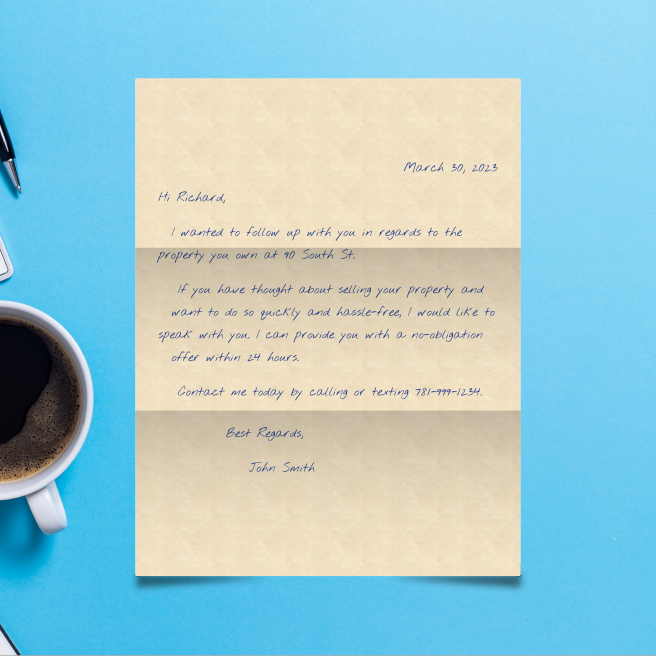 March 30, 2023
Hi Richard,
I wanted to follow up with you in regards to the
property you own at 90 South St.
If you have thought about selling your property and
want to do so quickly and hassle-free, I would like to
speak with you. I can provide you with a no-obligation
offer within 24 hours.
Contact me today by calling or texting 781-999-1234.
Best Regards,
John Smith